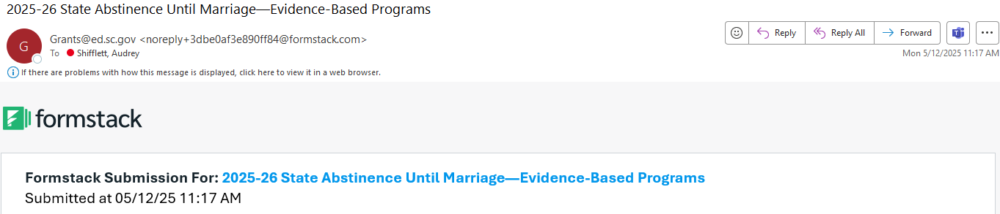 2025-26 State Abstinence Until Marriage—Evidence-Based Programs
G
Grants@ed.sc.gov <noreply+3dbe0af3e890ff84@formstack.com>
To Shifflett, Audrey
Reply
Reply All
Forward
Mon 5/12/2025 11:17 AM
If there are problems with how this message is displayed, click here to view it in a web browser.
formstack
Formstack Submission For: 2025-26 State Abstinence Until Marriage—Evidence-Based Programs
Submitted at 05/12/25 11:17 AM